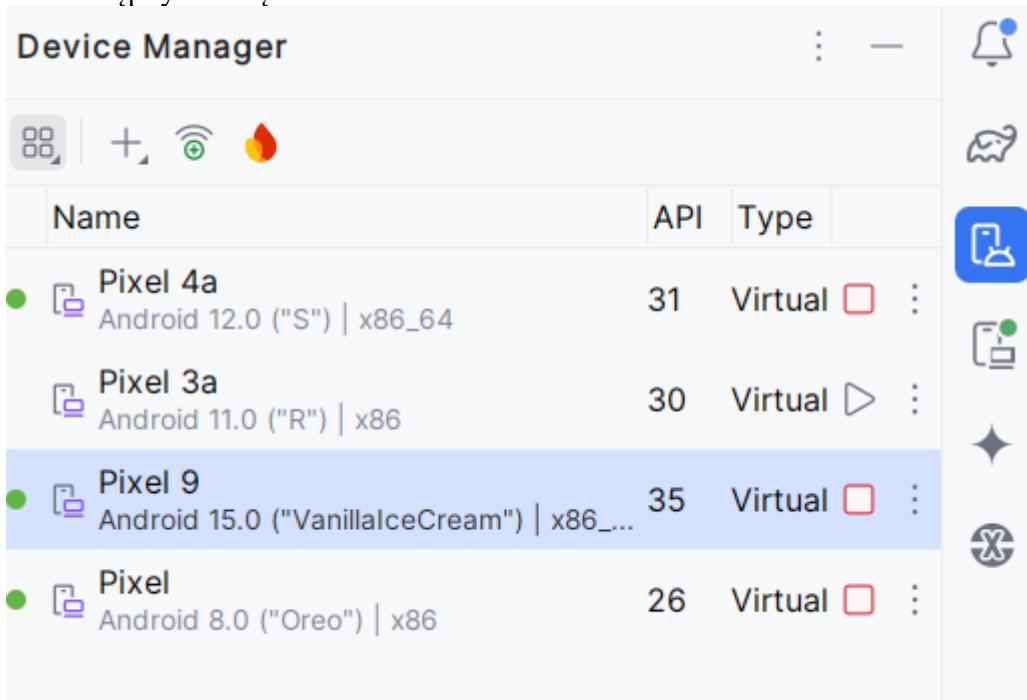 Device Manager
Name API Type
Pixel 4a
Android 12.0 ("S") | x86_64
31 Virtual
Pixel 3a
Android 11.0 ("R") | x86
30 Virtual
Pixel 9
Android 15.0 ("VanillaIceCream") | x86_...
35 Virtual
Pixel
Android 8.0 ("Oreo") | x86
26 Virtual